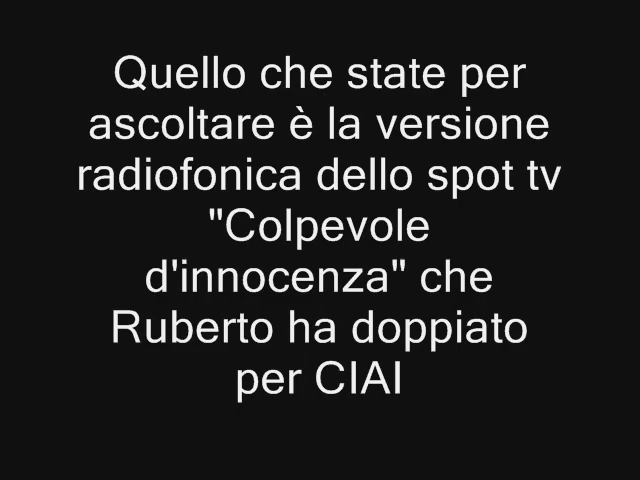 Quello che state per
ascoltare è la versione
radiofonica dello spot tv
"Colpevole
d'innocenza" che
Ruberto ha doppiato
per CIAI